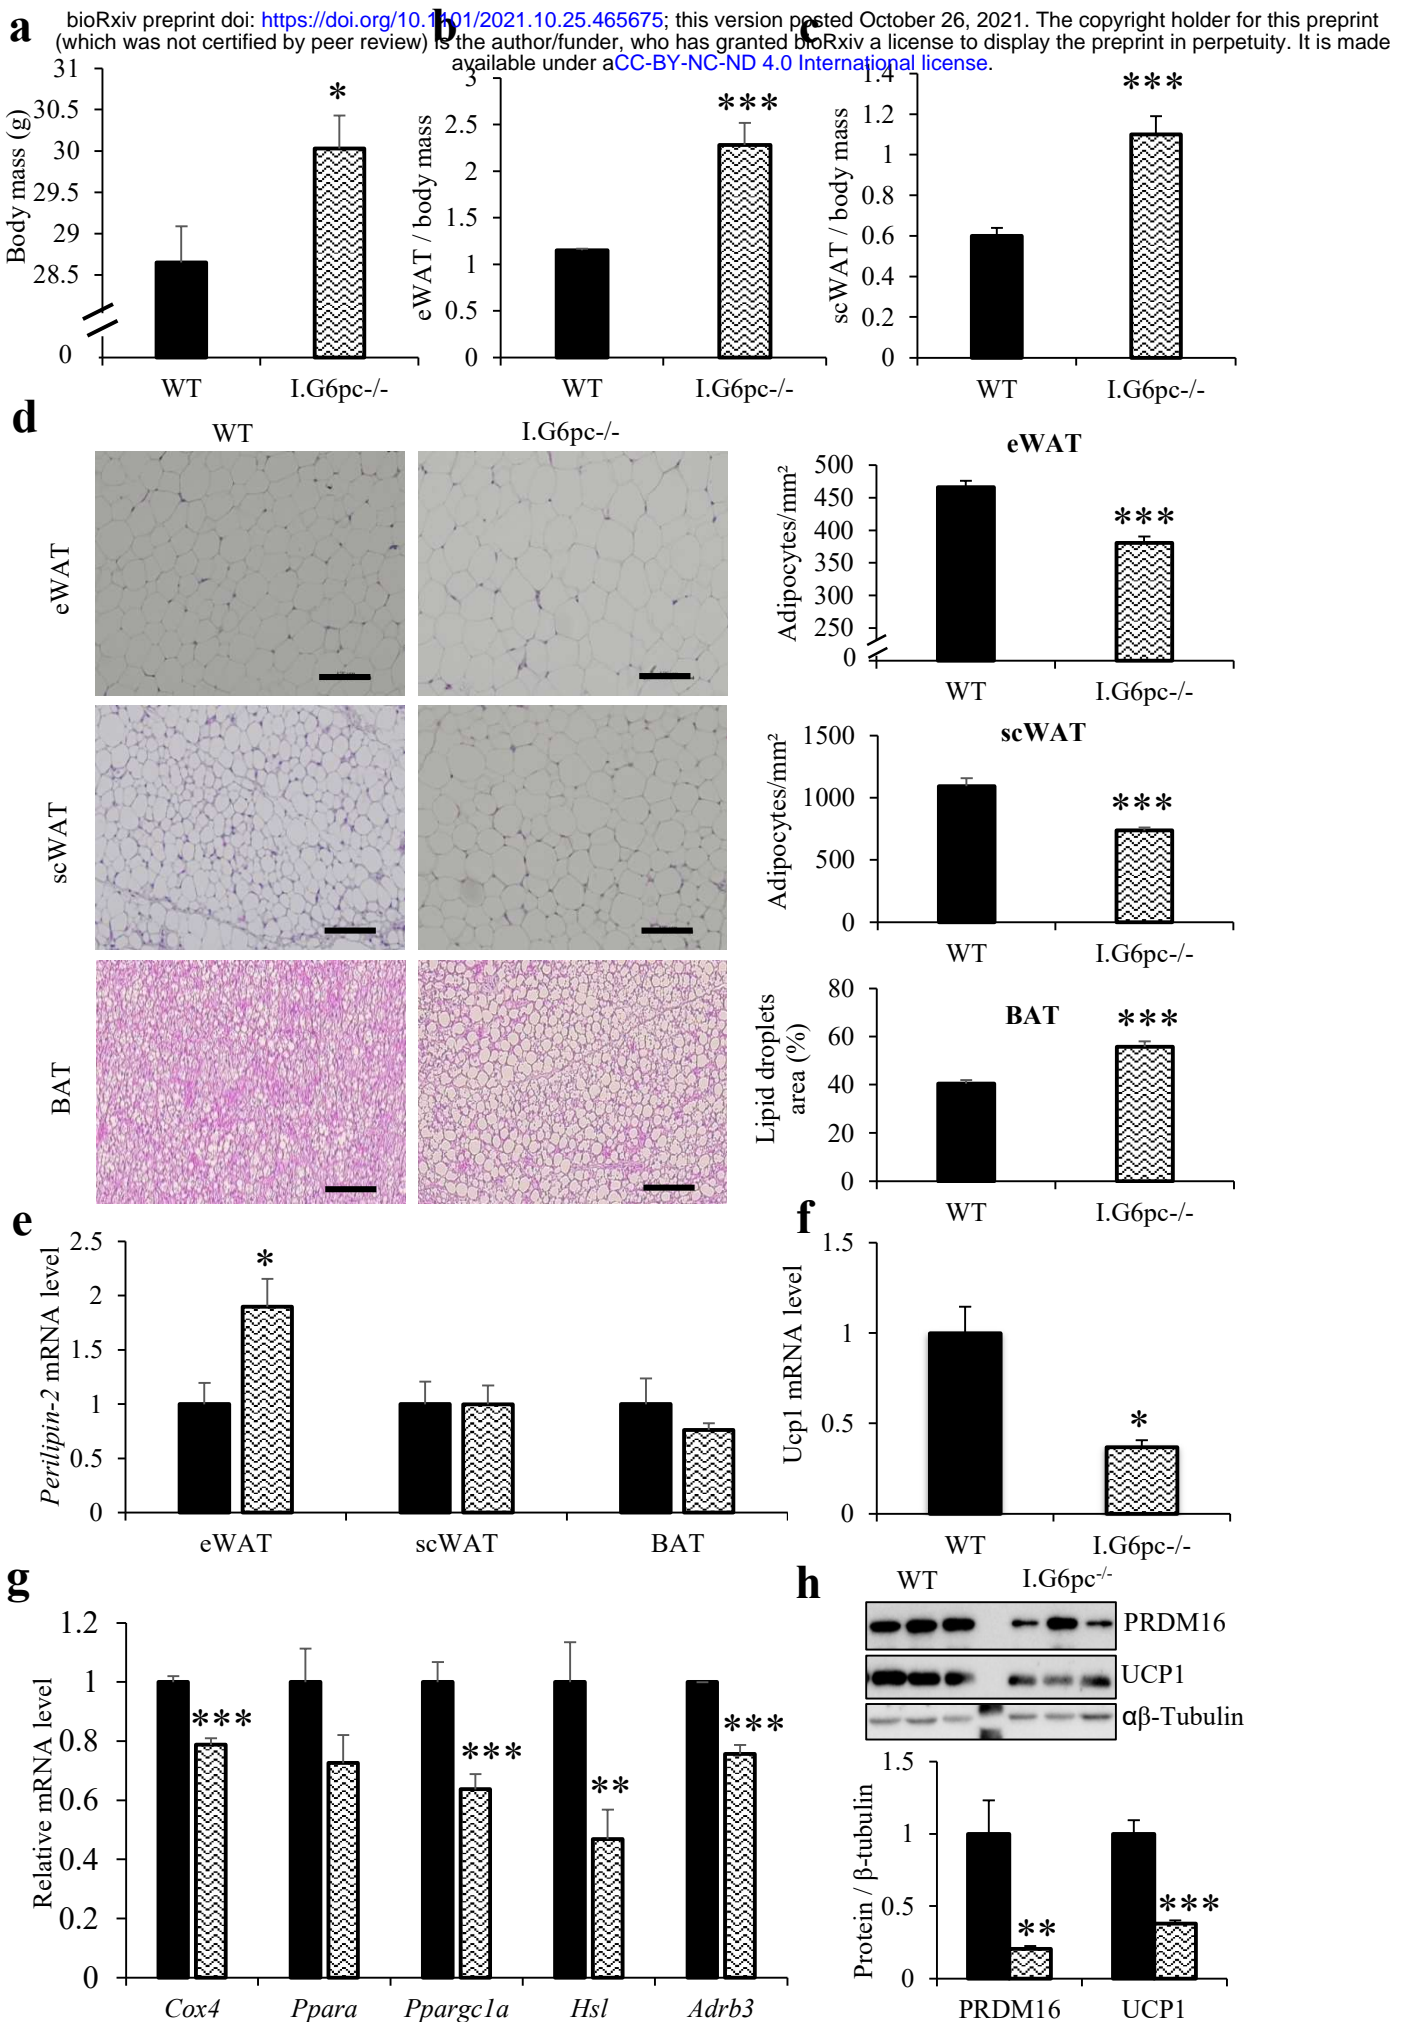 bioRxiv preprint doi: https://doi.org/10.1101/2021.10.25.465675; this version posted October 26, 2021. The copyright holder for this preprint
(which was not certified by peer review) is the author/funder, who has granted bioRxiv a license to display the preprint in perpetuity. It is made
available under aCC-BY-NC-ND 4.0 International license.
a
b
c
Body mass (g)
31
30.5
30
29.5
29
28.5
0
*
WT
I.G6pc-/-
eWAT / body mass
3
2.5
2
1.5
1
0.5
0
***
WT
I.G6pc-/-
scWAT / body mass
1.4
1.2
1
0.8
0.6
0.4
0.2
0
***
WT
I.G6pc-/-
d
WT
I.G6pc-/-
eWAT
scWAT
BAT
eWAT
Adipocytes/mm²
500
450
400
350
300
250
0
***
WT
I.G6pc-/-
scWAT
Adipocytes/mm²
1500
1000
500
0
***
WT
I.G6pc-/-
BAT
Lipid droplets
area (%)
80
60
40
20
0
***
WT
I.G6pc-/-
e
Perilipin-2 mRNA level
2.5
2
1.5
1
0.5
0
*
eWAT
scWAT
BAT
f
Ucp1 mRNA level
1.5
1
0.5
0
*
WT
I.G6pc-/-
g
Relative mRNA level
1.2
1
0.8
0.6
0.4
0.2
0
***
***
**
***
Cox4
Ppara
Ppargc1a
Hsl
Adrb3
h
WT
I.G6pc-/-
PRDM16
UCP1
αβ-Tubulin
Protein / β-tubulin
1.5
1
0.5
0
**
***
PRDM16
UCP1